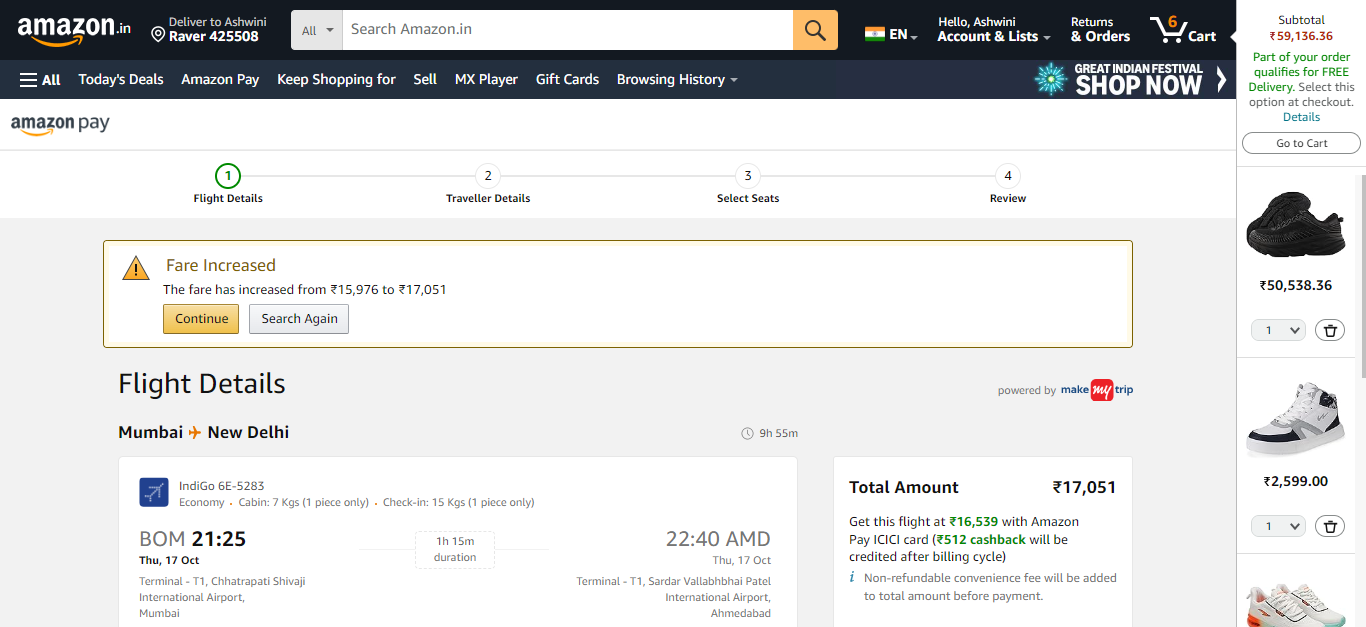 amazon.in
Deliver to Ashwini
Raver 425508
All
Search Amazon.in
EN
Hello, Ashwini
Account & Lists
Returns
& Orders
6
Cart
All
Today's Deals
Amazon Pay
Keep Shopping for
Sell
MX Player
Gift Cards
Browsing History
GREAT INDIAN FESTIVAL
SHOP NOW
amazon pay
1
2
3
4
Flight Details
Traveller Details
Select Seats
Review
Fare Increased
The fare has increased from ₹15,976 to ₹17,051
Continue
Search Again
Flight Details
powered by make my trip
Mumbai New Delhi
9h 55m
IndiGo 6E-5283
Economy • Cabin: 7 Kgs (1 piece only) • Check-in: 15 Kgs (1 piece only)
BOM 21:25
Thu, 17 Oct
Terminal - T1, Chhatrapati Shivaji
International Airport,
Mumbai
1h 15m
duration
22:40 AMD
Thu, 17 Oct
Terminal - T1, Sardar Vallabhbhai Patel
International Airport,
Ahmedabad
Total Amount ₹17,051
Get this flight at ₹16,539 with Amazon
Pay ICICI card (₹512 cashback will be
credited after billing cycle)
i Non-refundable convenience fee will be added
to total amount before payment.
Subtotal
₹59,136.36
Part of your order
qualifies for FREE
Delivery. Select this
option at checkout.
Details
Go to Cart
₹50,538.36
1
₹2,599.00
1